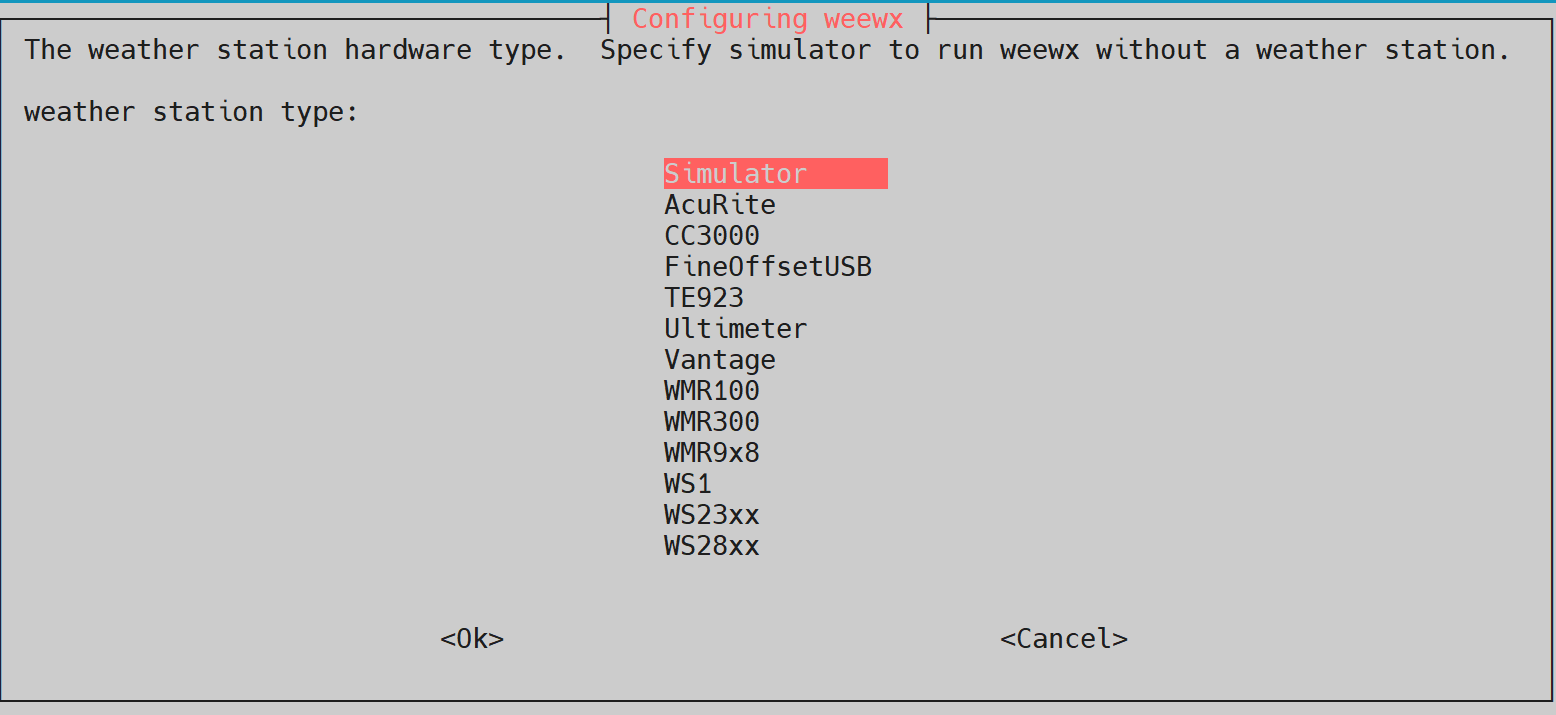 Configuring weewx
The weather station hardware type.  Specify simulator to run weewx without a weather station.
weather station type:
Simulator
AcuRite
CC3000
FineOffsetUSB
TE923
Ultimeter
Vantage
WMR100
WMR300
WMR9x8
WS1
WS23xx
WS28xx
<Ok> <Cancel>